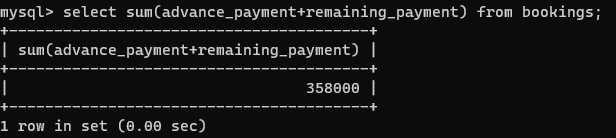 mysql> select sum(advance_payment+remaining_payment) from bookings;
+----------------------------------------+
| sum(advance_payment+remaining_payment) |
+----------------------------------------+
|                                 358000 |
+----------------------------------------+
1 row in set (0.00 sec)